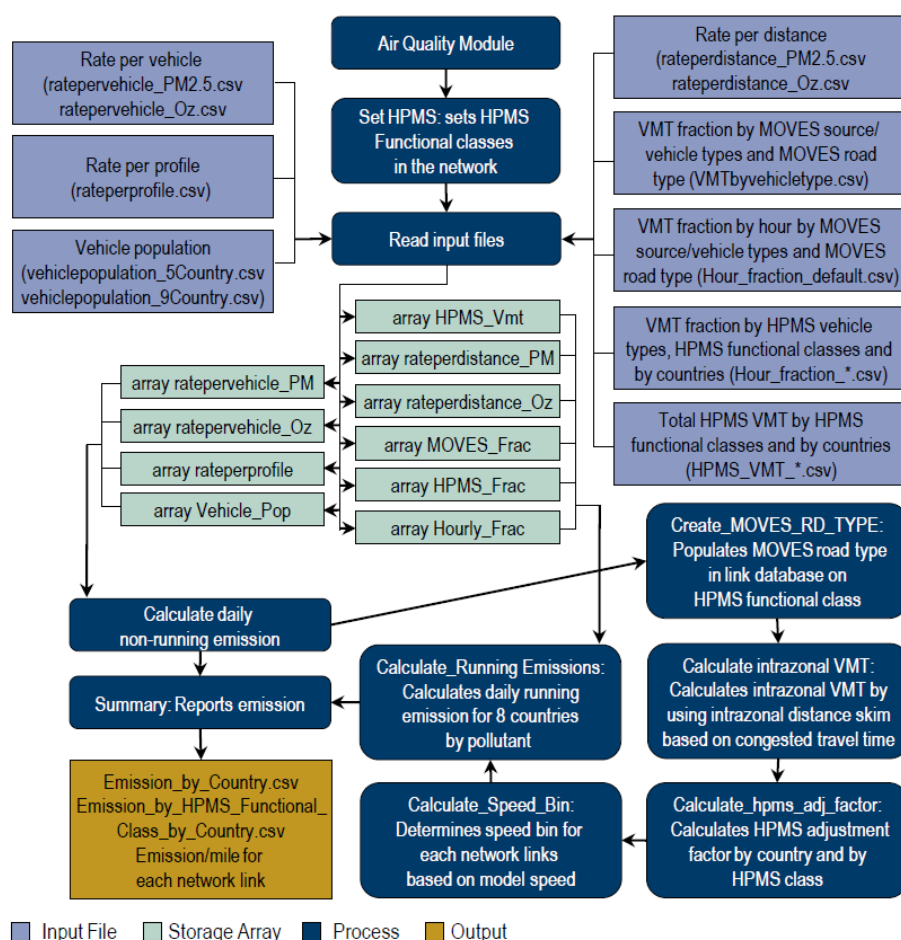 Air Quality Module
Set HPMS: sets HPMS
Functional classes
in the network
Read input files
Rate per vehicle
(ratepervehicle_PM2.5.csv
ratepervehicle_Oz.csv)
Rate per profile
(rateperprofile.csv)
Vehicle population
(vehiclepopulation_5Country.csv
vehiclepopulation_9Country.csv)
Rate per distance
(rateperdistance_PM2.5.csv
rateperdistance_Oz.csv
VMT fraction by MOVES source/
vehicle types and MOVES road
type (VMTbyvehicletype.csv)
VMT fraction by hour by MOVES
source/vehicle types and MOVES
road type (Hour_fraction_default.csv)
VMT fraction by HPMS vehicle
types, HPMS functional classes and
by countries (Hour_fraction_*.csv)
Total HPMS VMT by HPMS
functional classes and by countries
(HPMS_VMT_*.csv)
array HPMS_Vmt
array rateperdistance_PM
array rateperdistance_Oz
array MOVES_Frac
array HPMS_Frac
array Hourly_Frac
array ratepervehicle_PM
array ratepervehicle_Oz
array rateperprofile
array Vehicle_Pop
Calculate daily
non-running emission
Create_MOVES_RD_TYPE:
Populates MOVES road type
in link database on
HPMS functional class
Calculate intrazonal VMT:
Calculates intrazonal VMT by
using intrazonal distance skim
based on congested travel time
Calculate_hpms_adj_factor:
Calculates HPMS adjustment
factor by country and by
HPMS class
Calculate_Speed_Bin:
Determines speed bin for
each network links
based on model speed
Calculate_Running Emissions:
Calculates daily running
emission for 8 countries
by pollutant
Summary: Reports emission
Emission_by_Country.csv
Emission_by_HPMS_Functional_
Class_by_Country.csv
Emission/mile for
each network link
Input File
Storage Array
Process
Output